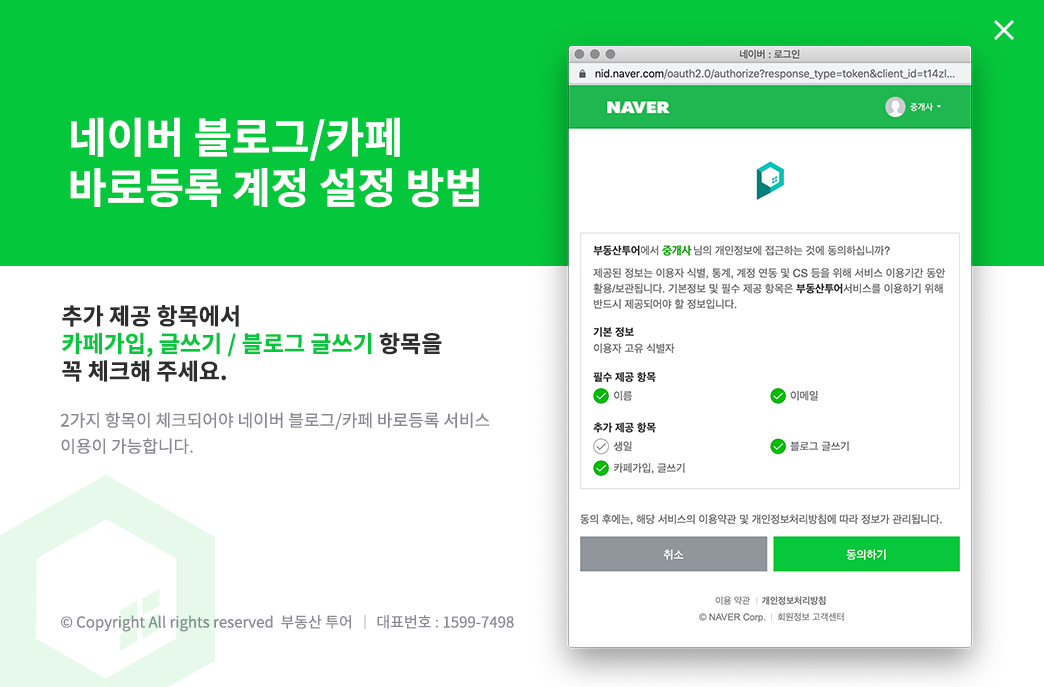 네이버 블로그/카페
바로등록 계정 설정 방법
추가 제공 항목에서
카페가입, 글쓰기 / 블로그 글쓰기 항목을
꼭 체크해 주세요.
2가지 항목이 체크되어야 네이버 블로그/카페 바로등록 서비스
이용이 가능합니다.
© Copyright All rights reserved 부동산 투어 | 대표번호 : 1599-7498
네이버 : 로그인
nid.naver.com/oauth2.0/authorize?response_type=token&client_id=t14zl...
NAVER
중개사
부동산투어에서 중개사 님의 개인정보에 접근하는 것에 동의하십니까?
제공된 정보는 이용자 식별, 통계, 계정 연동 및 CS 등을 위해 서비스 이용기간 동안
활용/보관됩니다. 기본정보 및 필수 제공 항목은 부동산투어서비스를 이용하기 위해
반드시 제공되어야 할 정보입니다.
기본 정보
이용자 고유 식별자
필수 제공 항목
이름 이메일
추가 제공 항목
생일 블로그 글쓰기
카페가입, 글쓰기
동의 후에는, 해당 서비스의 이용약관 및 개인정보처리방침에 따라 정보가 관리됩니다.
취소 동의하기
이용 약관 | 개인정보처리방침
© NAVER Corp. | 회원정보 고객센터